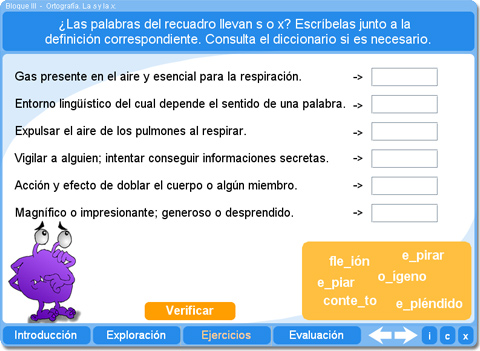 Bloque III - Ortografía. La s y la x.
¿Las palabras del recuadro llevan s o x? Escríbelas junto a la
definición correspondiente. Consulta el diccionario si es necesario.
Gas presente en el aire y esencial para la respiración. ->
Entorno lingüístico del cual depende el sentido de una palabra. ->
Expulsar el aire de los pulmones al respirar. ->
Vigilar a alguien; intentar conseguir informaciones secretas. ->
Acción y efecto de doblar el cuerpo o algún miembro. ->
Magnífico o impresionante; generoso o desprendido. ->
fle_ión
e_pirar
e_piar
o_ígeno
conte_to
e_pléndido
Verificar
Introducción
Exploración
Ejercicios
Evaluación
i
c
x